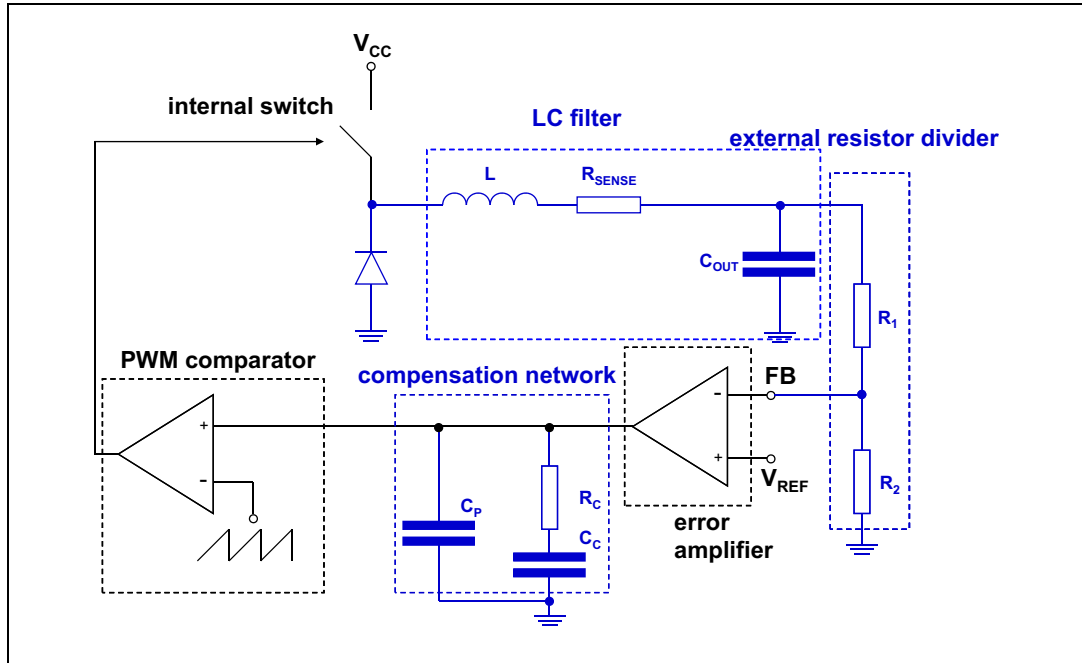 VCC
internal switch
LC filter
external resistor divider
L
RSENSE
COUT
R1
PWM comparator
compensation network
FB
-
+
+
-
VREF
R2
RC
CP
CC
error
amplifier